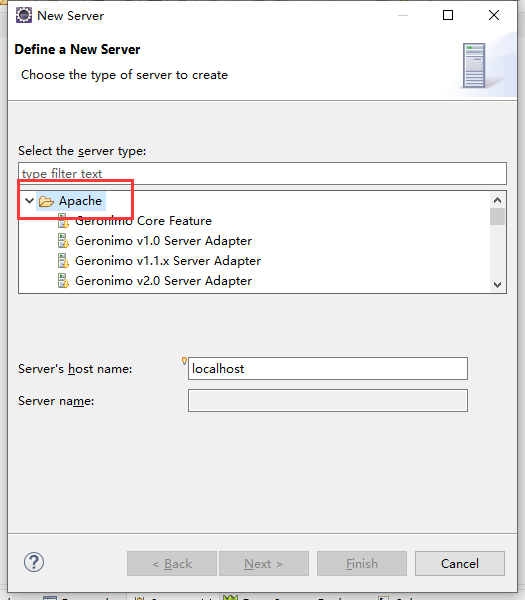 New Server
Define a New Server
Choose the type of server to create
Select the server type:
type filter text
Apache
Geronimo Core Feature
Geronimo v1.0 Server Adapter
Geronimo v1.1.x Server Adapter
Geronimo v2.0 Server Adapter
Server's host name: localhost
Server name:
? < Back Next > Finish Cancel